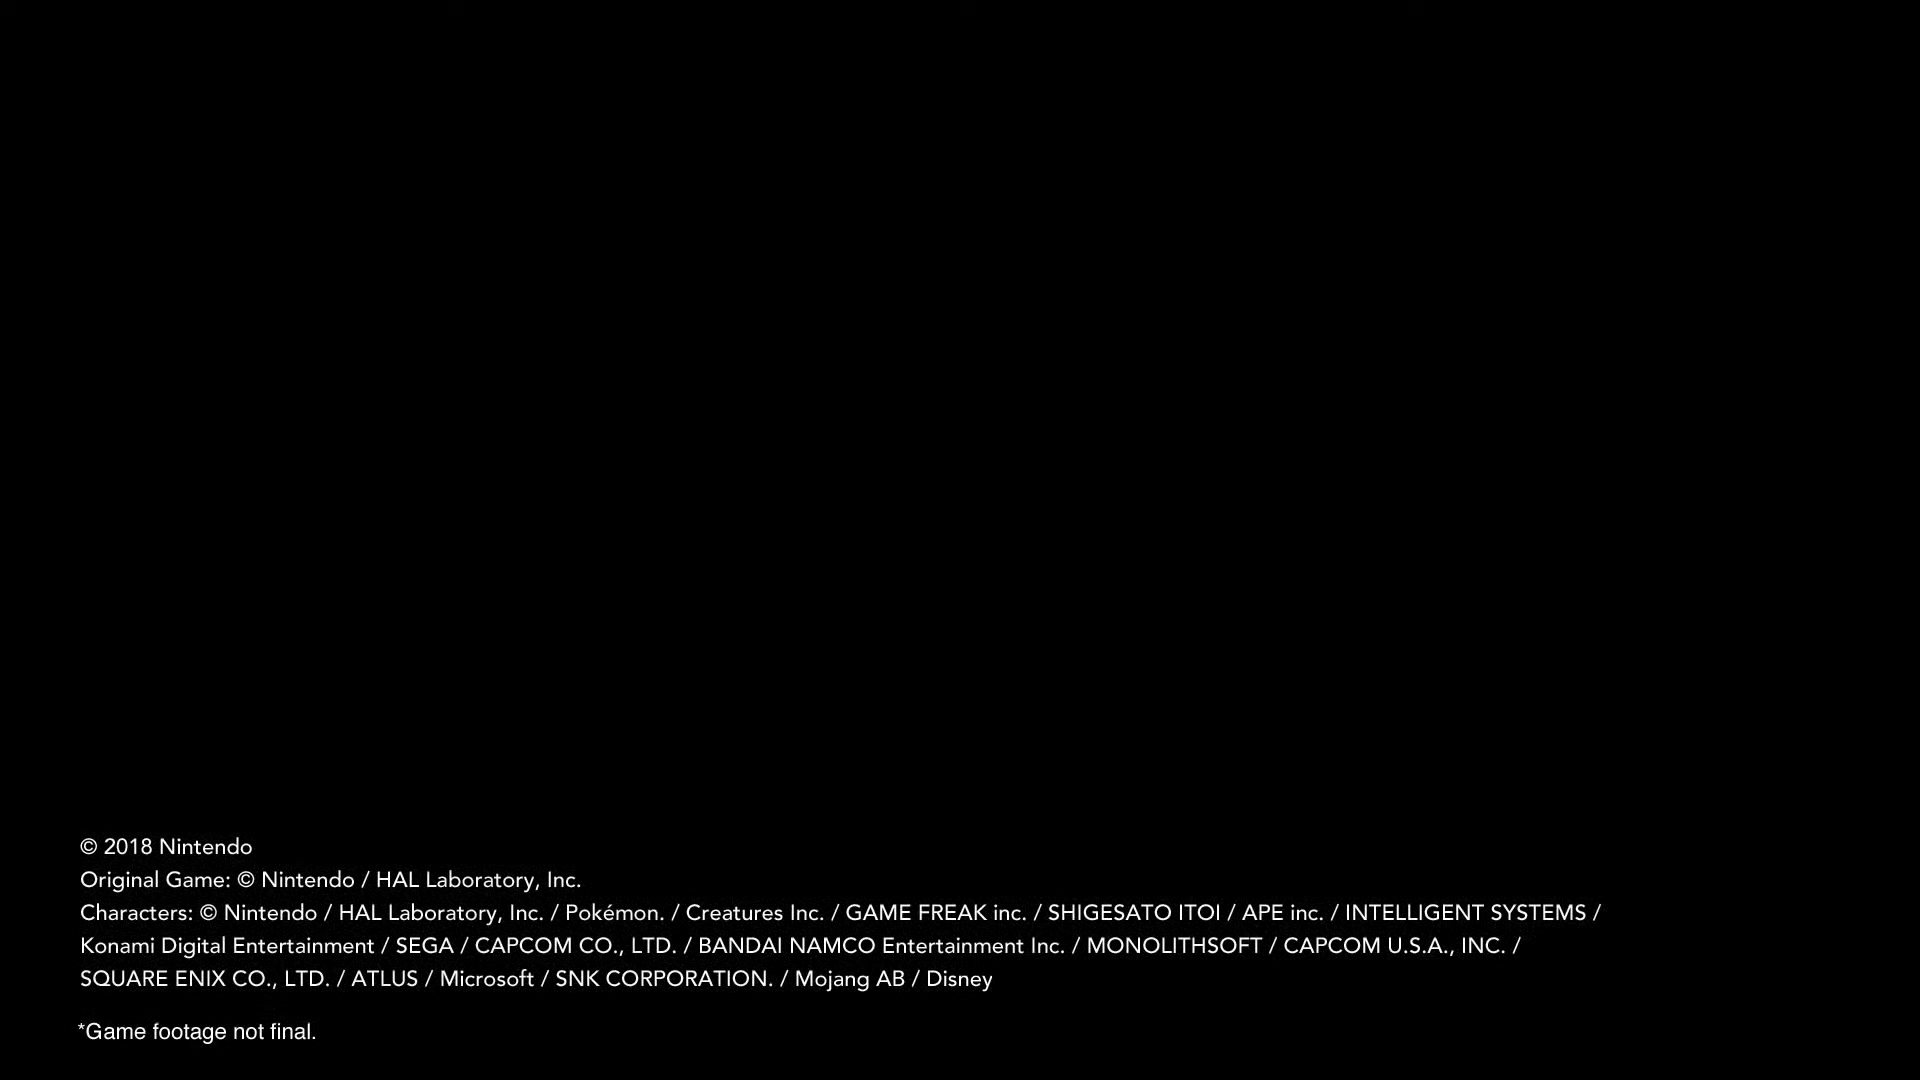 © 2018 Nintendo
Original Game: © Nintendo / HAL Laboratory, Inc.
Characters: © Nintendo / HAL Laboratory, Inc. / Pokémon. / Creatures Inc. / GAME FREAK inc. / SHIGESATO ITOI / APE inc. / INTELLIGENT SYSTEMS /
Konami Digital Entertainment / SEGA / CAPCOM CO., LTD. / BANDAI NAMCO Entertainment Inc. / MONOLITHSOFT / CAPCOM U.S.A., INC. /
SQUARE ENIX CO., LTD. / ATLUS / Microsoft / SNK CORPORATION. / Mojang AB / Disney
*Game footage not final.